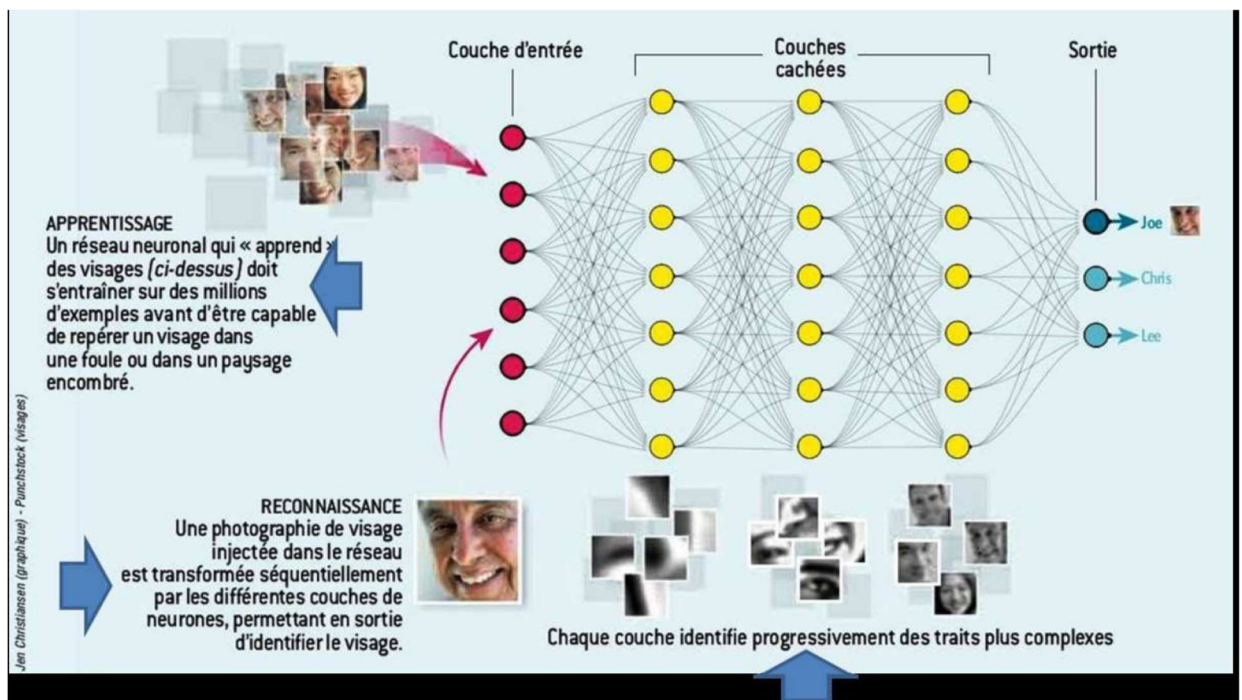 Couche d'entrée
Couches
cachées
Sortie
Joe
Chris
Lee
APPRENTISSAGE
Un réseau neuronal qui « apprend »
des visages (ci-dessus) doit
s'entraîner sur des millions
d'exemples avant d'être capable
de repérer un visage dans
une foule ou dans un paysage
encombré.
RECONNAISSANCE
Une photographie de visage
injectée dans le réseau
est transformée séquentiellement
par les différentes couches de
neurones, permettant en sortie
d'identifier le visage.
Chaque couche identifie progressivement des traits plus complexes
Jen Christiansen (graphique) - Punchstock (visages)